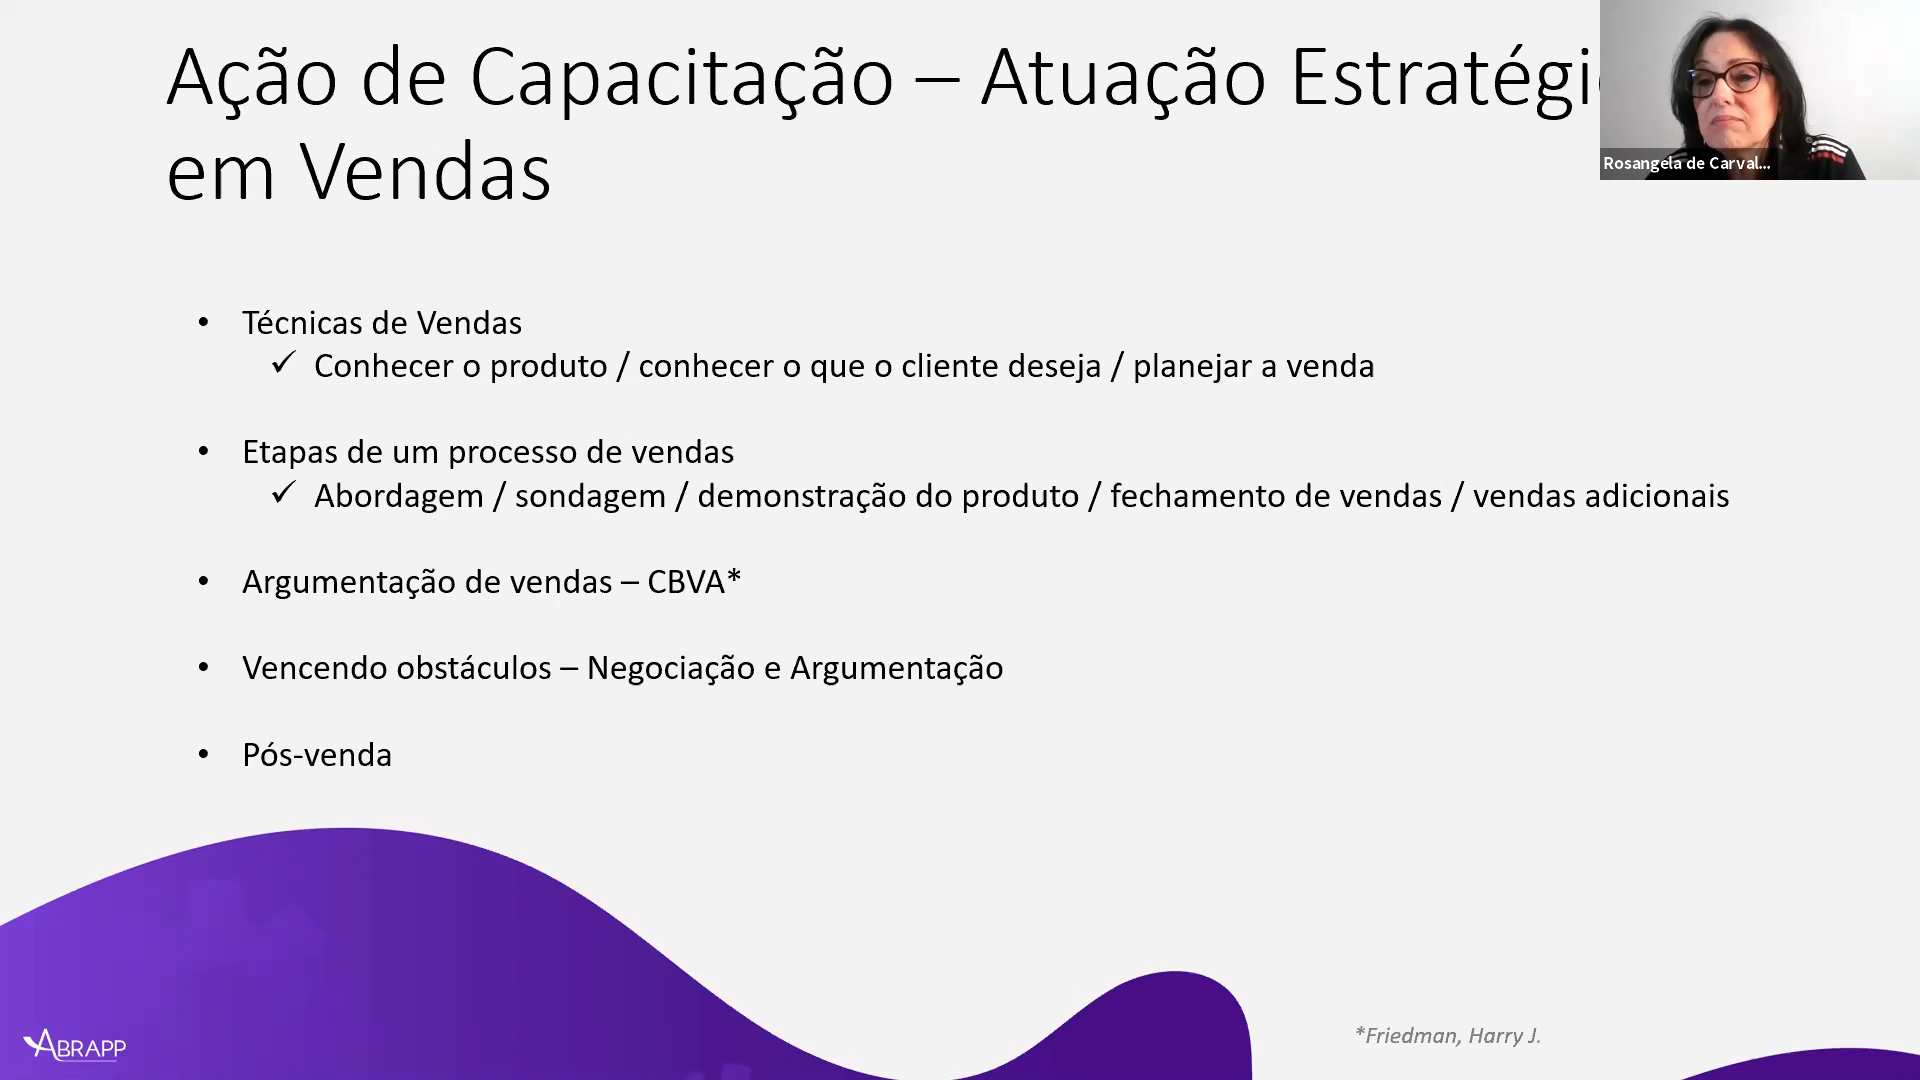 Ação de Capacitação – Atuação Estratégi
em Vendas
Rosangela de Carval...
• Técnicas de Vendas
✓ Conhecer o produto / conhecer o que o cliente deseja / planejar a venda
• Etapas de um processo de vendas
✓ Abordagem / sondagem / demonstração do produto / fechamento de vendas / vendas adicionais
• Argumentação de vendas – CBVA*
• Vencendo obstáculos – Negociação e Argumentação
• Pós-venda
*Friedman, Harry J.
ABRAPP